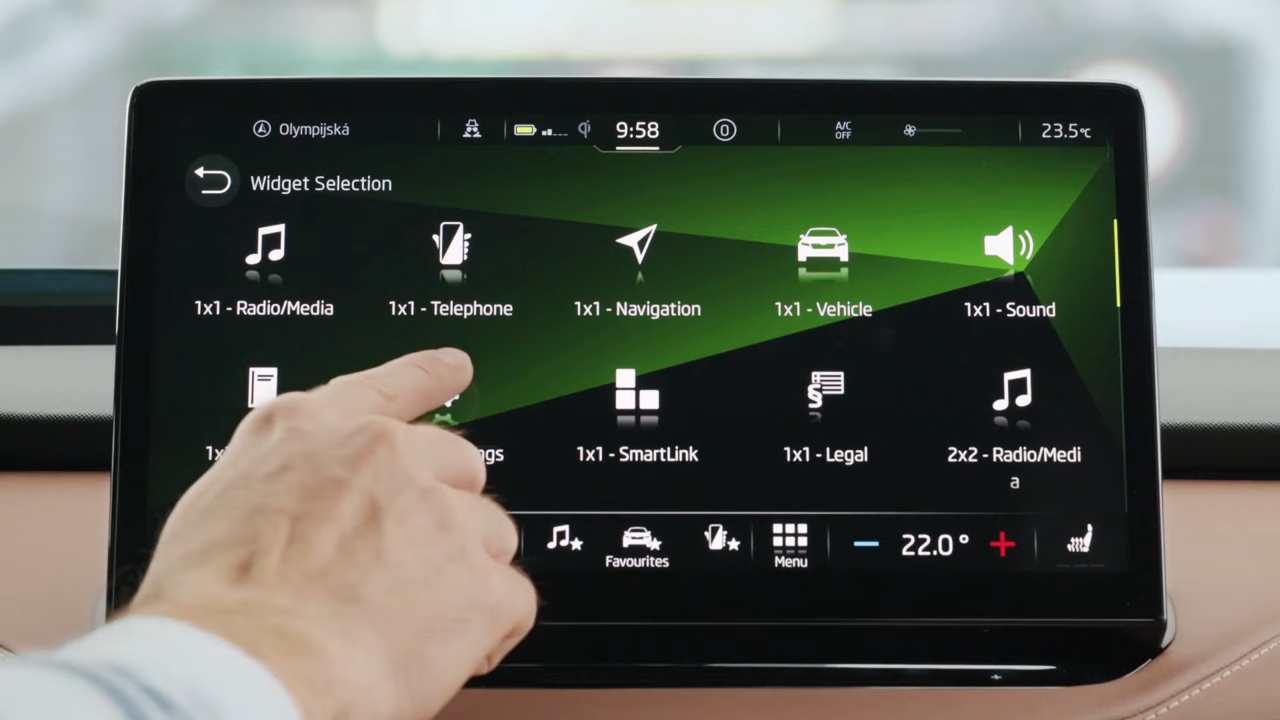 Olympijská
9:58
0
A/C
OFF
23.5°C
Widget Selection
1x1 - Radio/Media
1x1 - Telephone
1x1 - Navigation
1x1 - Vehicle
1x1 - Sound
1x1 - SmartLink
1x1 - Legal
2x2 - Radio/Medi
a
Favourites
Menu
22.0°